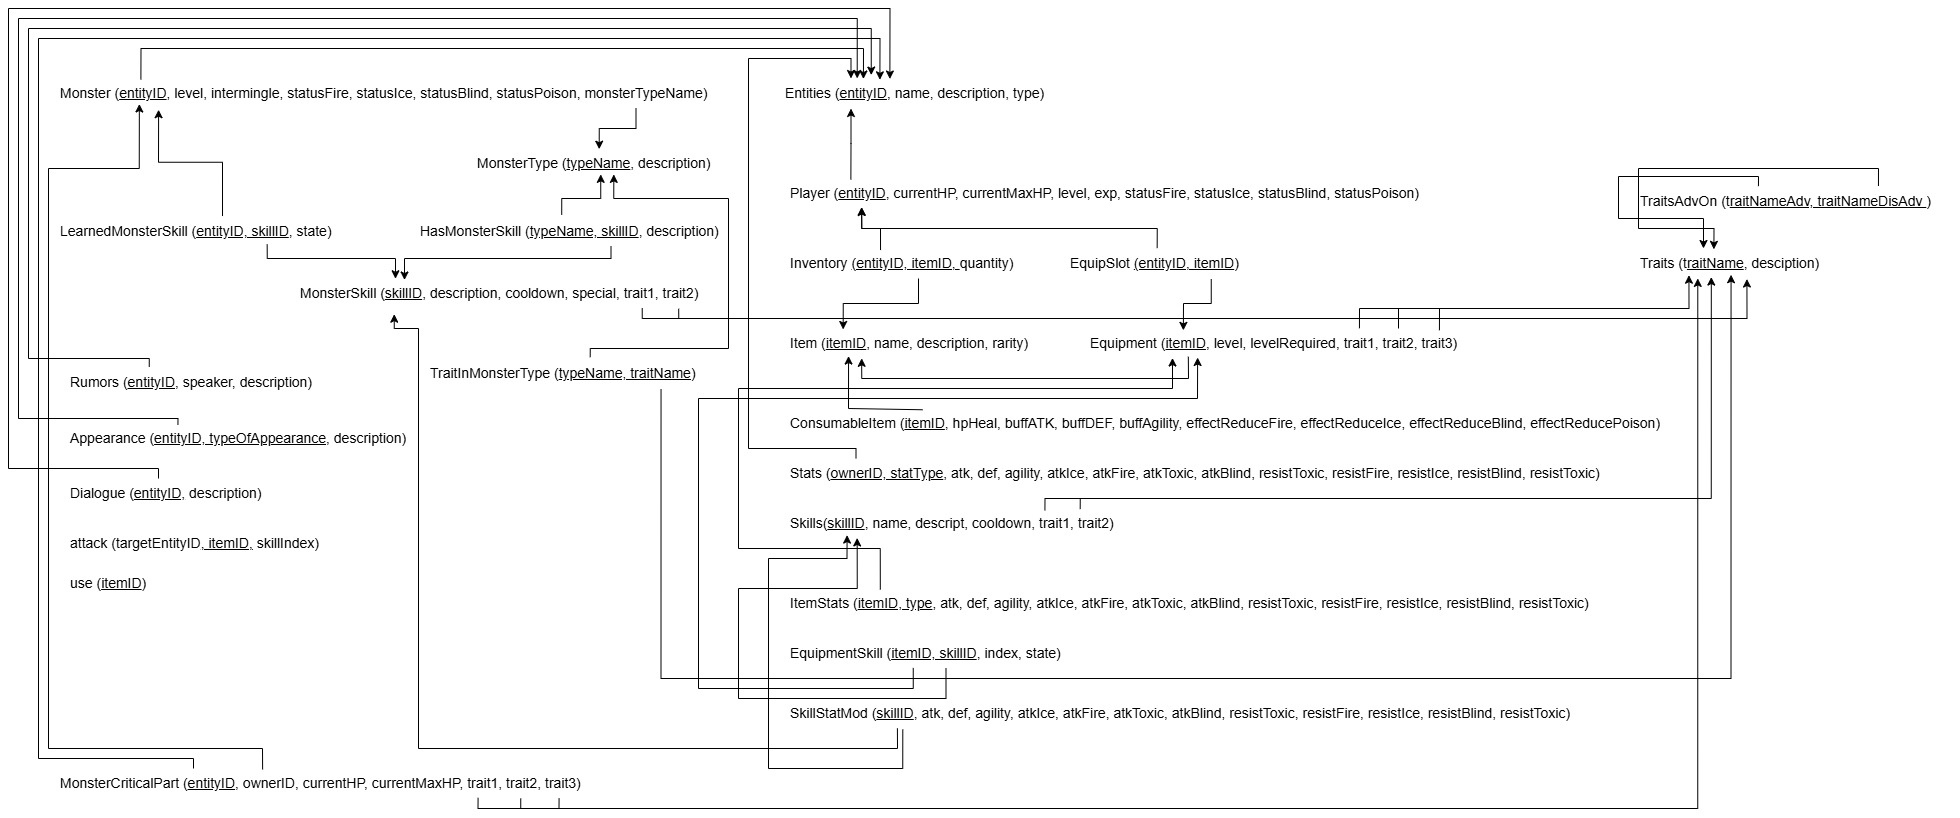 Monster (entityID, level, intermingle, statusFire, statusIce, statusBlind, statusPoison, monsterTypeName)
Entities (entityID, name, description, type)
MonsterType (typeName, description)
Player (entityID, currentHP, currentMaxHP, level, exp, statusFire, statusIce, statusBlind, statusPoison)
TraitsAdvOn (traitNameAdv, traitNameDisAdv )
LearnedMonsterSkill (entityID, skillID, state)
HasMonsterSkill (typeName, skillID, description)
Inventory (entityID, itemID, quantity)
EquipSlot (entityID, itemID)
Traits (traitName, desciption)
MonsterSkill (skillID, description, cooldown, special, trait1, trait2)
Item (itemID, name, description, rarity)
Equipment (itemID, level, levelRequired, trait1, trait2, trait3)
TraitInMonsterType (typeName, traitName)
Rumors (entityID, speaker, description)
ConsumableItem (itemID, hpHeal, buffATK, buffDEF, buffAgility, effectReduceFire, effectReduceIce, effectReduceBlind, effectReducePoison)
Appearance (entityID, typeOfAppearance, description)
Stats (ownerID, statType, atk, def, agility, atkIce, atkFire, atkToxic, atkBlind, resistToxic, resistFire, resistIce, resistBlind, resistToxic)
Dialogue (entityID, description)
Skills(skillID, name, descript, cooldown, trait1, trait2)
attack (targetEntityID, itemID, skillIndex)
use (itemID)
ItemStats (itemID, type, atk, def, agility, atkIce, atkFire, atkToxic, atkBlind, resistToxic, resistFire, resistIce, resistBlind, resistToxic)
EquipmentSkill (itemID, skillID, index, state)
SkillStatMod (skillID, atk, def, agility, atkIce, atkFire, atkToxic, atkBlind, resistToxic, resistFire, resistIce, resistBlind, resistToxic)
MonsterCriticalPart (entityID, ownerID, currentHP, currentMaxHP, trait1, trait2, trait3)